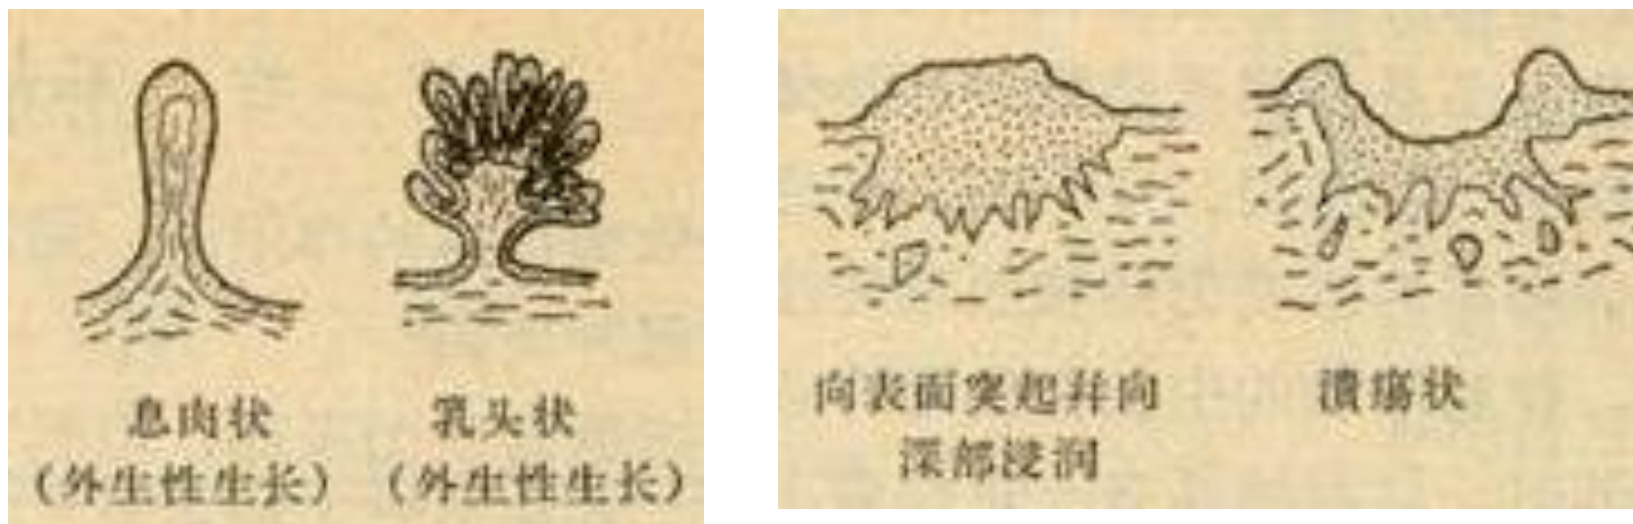 息肉状
(外生性生长)
乳头状
(外生性生长)
向表面突起并向
深部浸润
溃疡状